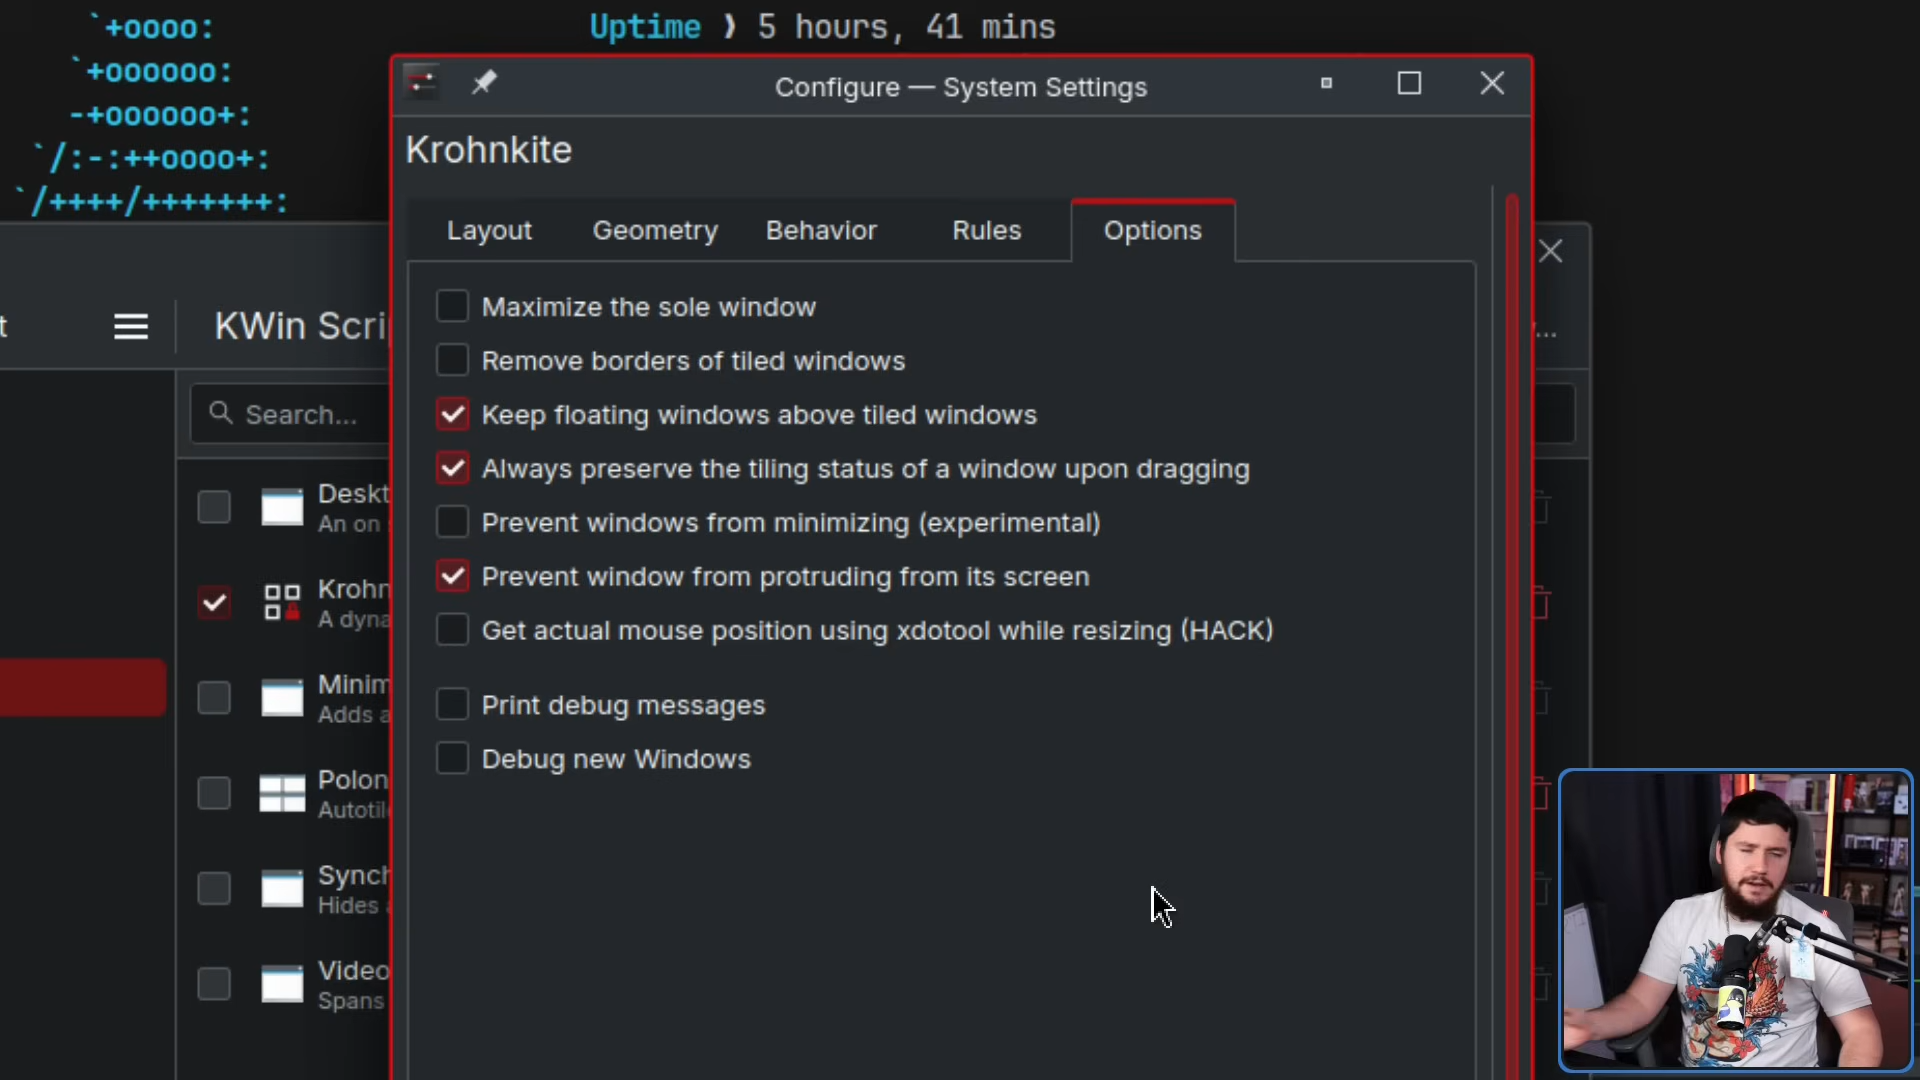 `+oooo:
`+oooooo:
-+oooooo+:
`/:-:++oooo+:
`/++++/+++++++:
Uptime ❯ 5 hours, 41 mins
Configure — System Settings
Krohnkite
Layout
Geometry
Behavior
Rules
Options
Maximize the sole window
Remove borders of tiled windows
Keep floating windows above tiled windows
Always preserve the tiling status of a window upon dragging
Prevent windows from minimizing (experimental)
Prevent window from protruding from its screen
Get actual mouse position using xdotool while resizing (HACK)
Print debug messages
Debug new Windows
t
KWin Scri
...
Search...
Deskt
An on
Krohn
A dyna
Minim
Adds a
Polon
Autotil
Synch
Hides
Video
Spans